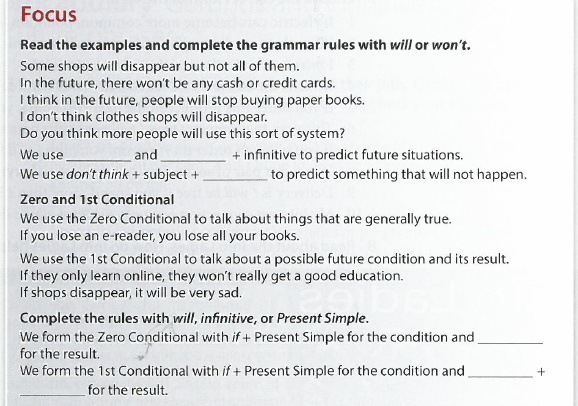 Focus
Read the examples and complete the grammar rules with will or won't.
Some shops will disappear but not all of them.
In the future, there won't be any cash or credit cards.
I think in the future, people will stop buying paper books.
I don't think clothes shops will disappear.
Do you think more people will use this sort of system?
We use __________ and __________ + infinitive to predict future situations.
We use don't think + subject + __________ to predict something that will not happen.
Zero and 1st Conditional
We use the Zero Conditional to talk about things that are generally true.
If you lose an e-reader, you lose all your books.
We use the 1st Conditional to talk about a possible future condition and its result.
If they only learn online, they won't really get a good education.
If shops disappear, it will be very sad.
Complete the rules with will, infinitive, or Present Simple.
We form the Zero Conditional with if + Present Simple for the condition and __________
for the result.
We form the 1st Conditional with if + Present Simple for the condition and __________ +
__________ for the result.